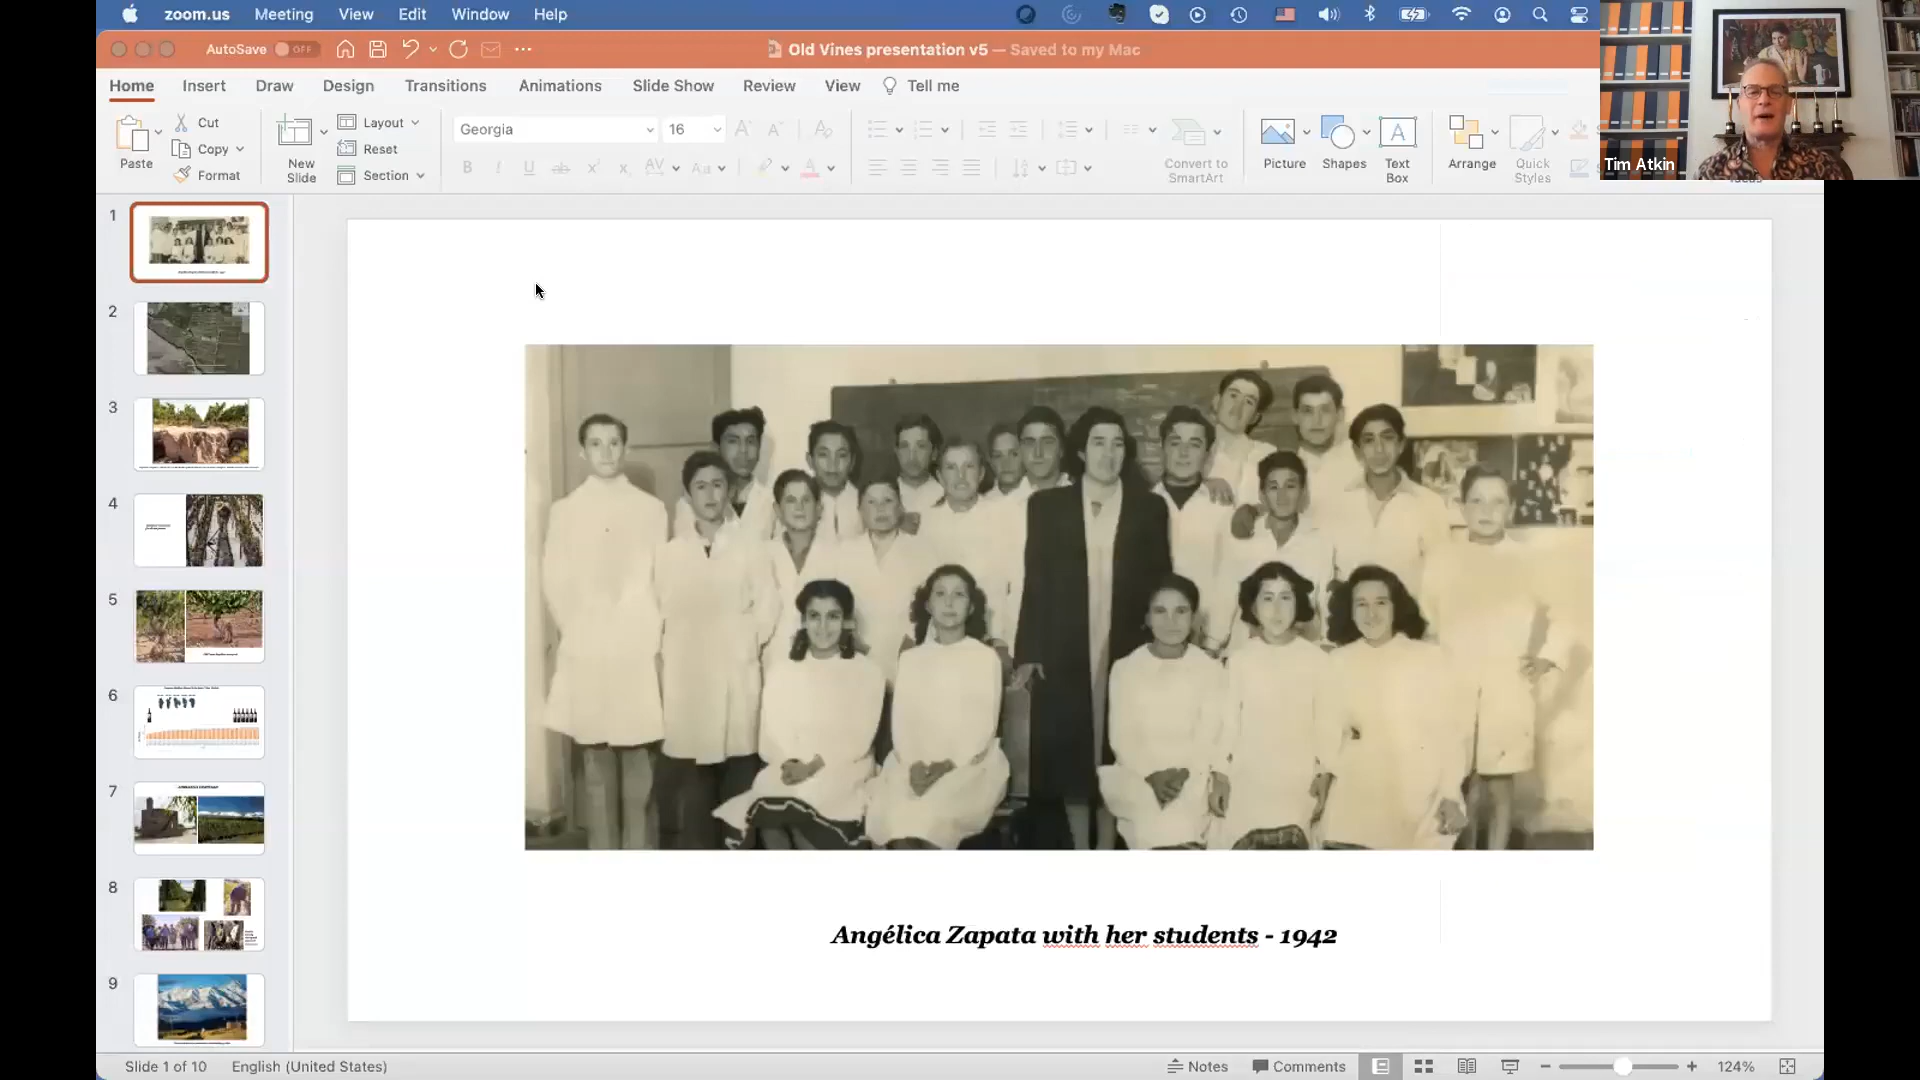 zoom.us Meeting View Edit Window Help
AutoSave OFF
Old Vines presentation v5 — Saved to my Mac
Home Insert Draw Design Transitions Animations Slide Show Review View Tell me
Paste
Cut
Copy
Format
New Slide
Layout
Reset
Section
Georgia 16
Convert to SmartArt
Picture
Shapes
Text Box
Arrange
Quick Styles
Tim Atkin
1
2
3
4
5
6
7
8
9
Angélica Zapata with her students - 1942
Slide 1 of 10 English (United States) Notes Comments 124%